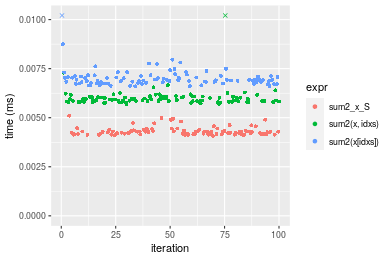 0.0100
0.0075
0.0050
0.0025
0.0000
time (ms)
0
25
50
75
100
iteration
expr
sum2_x_S
sum2(x, idxs)
sum2(x[idxs])